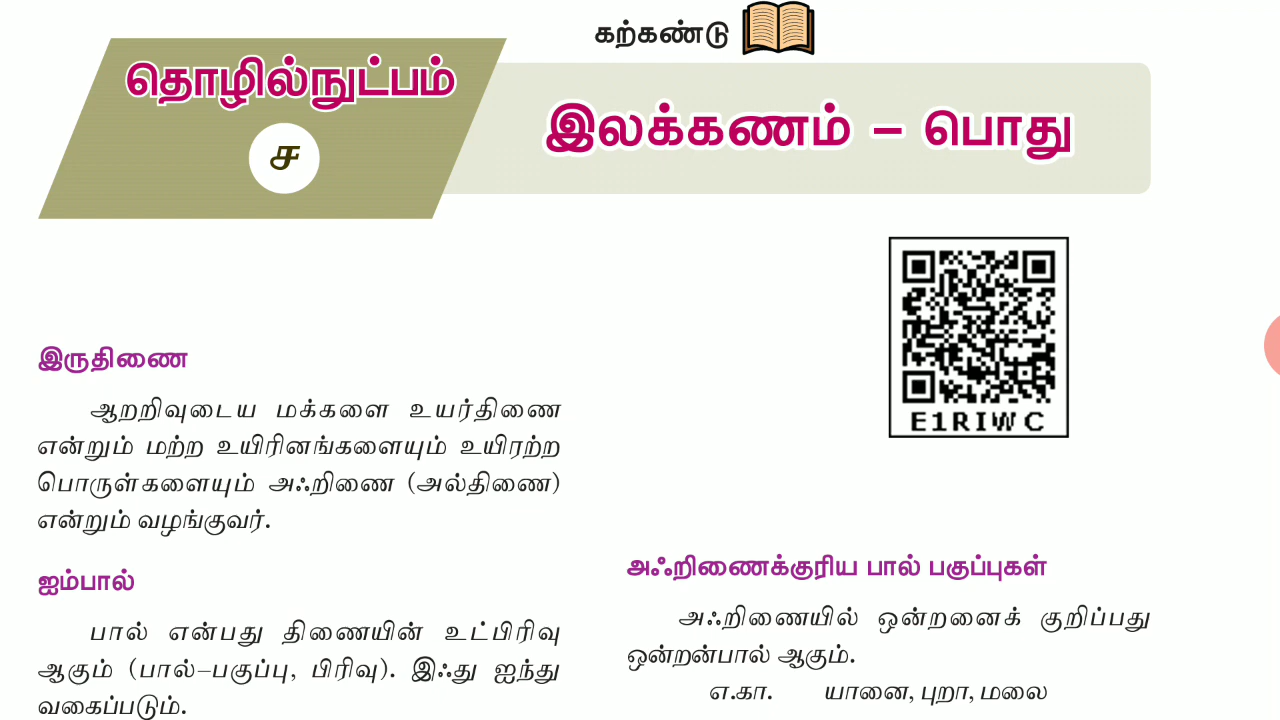 கற்கண்டு
தொழில்நுட்பம்
ச
இலக்கணம் – பொது
E1RIWC
இருதிணை
ஆறறிவுடைய மக்களை உயர்திணை
என்றும் மற்ற உயிரினங்களையும் உயிரற்ற
பொருள்களையும் அஃறிணை (அல்திணை)
என்றும் வழங்குவர்.
ஐம்பால்
பால் என்பது திணையின் உட்பிரிவு
ஆகும் (பால்–பகுப்பு, பிரிவு). இஃது ஐந்து
வகைப்படும்.
அஃறிணைக்குரிய பால் பகுப்புகள்
அஃறிணையில் ஒன்றனைக் குறிப்பது
ஒன்றன்பால் ஆகும்.
எ.கா. யானை, புறா, மலை